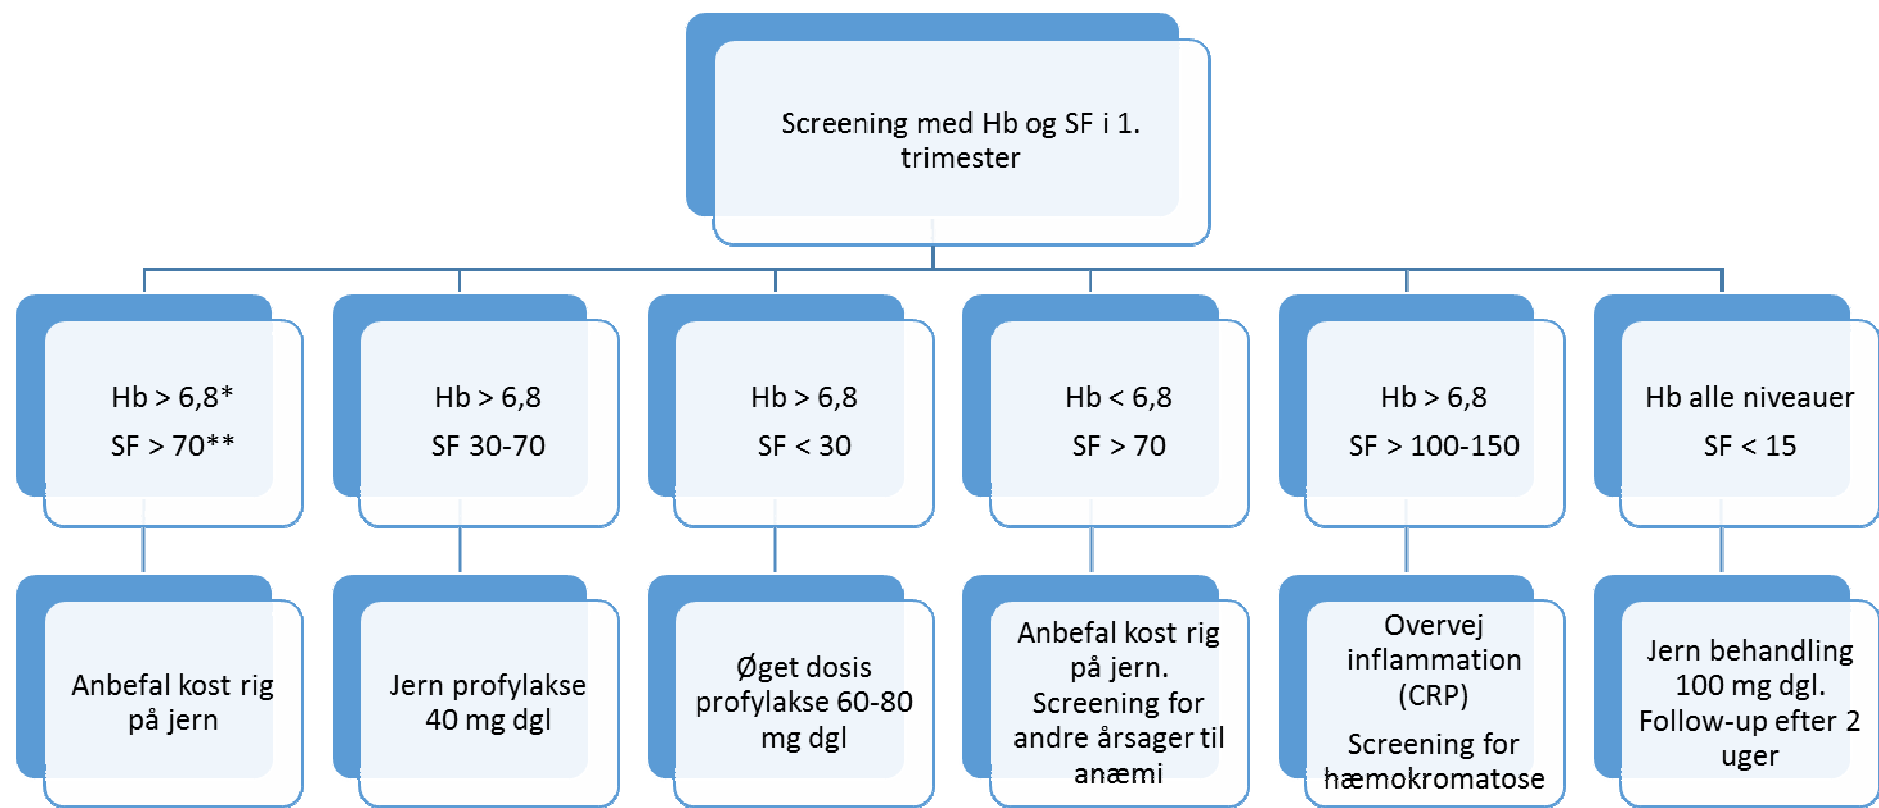 Screening med Hb og SF i 1.
trimester
Hb > 6,8*
SF > 70**
Hb > 6,8
SF 30-70
Hb > 6,8
SF < 30
Hb < 6,8
SF > 70
Hb > 6,8
SF > 100-150
Hb alle niveauer
SF < 15
Anbefal kost rig
på jern
Jern profylakse
40 mg dgl
Øget dosis
profylakse 60-80
mg dgl
Anbefal kost rig
på jern.
Screening for
andre årsager til
anæmi
Overvej
inflammation
(CRP)
Screening for
hæmokromatose
Jern behandling
100 mg dgl.
Follow-up efter 2
uger